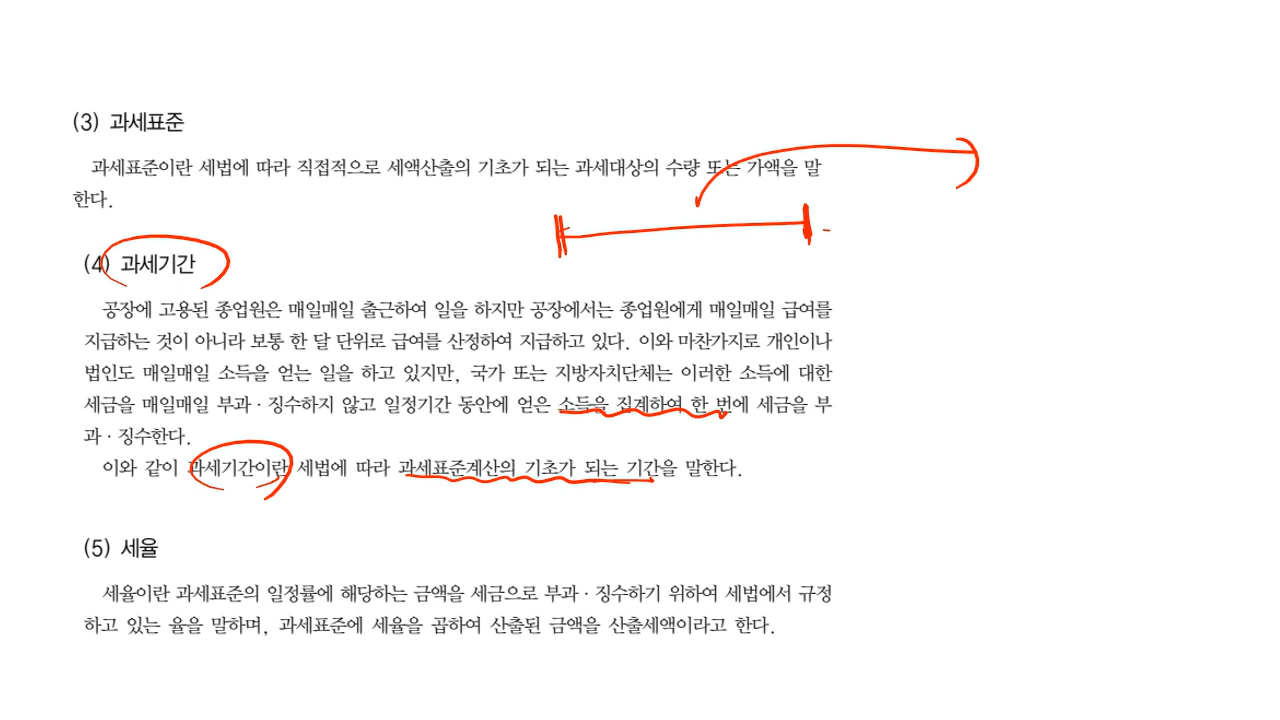 (3) 과세표준
과세표준이란 세법에 따라 직접적으로 세액산출의 기초가 되는 과세대상의 수량 또는 가액을 말
한다.
(4) 과세기간
공장에 고용된 종업원은 매일매일 출근하여 일을 하지만 공장에서는 종업원에게 매일매일 급여를
지급하는 것이 아니라 보통 한 달 단위로 급여를 산정하여 지급하고 있다. 이와 마찬가지로 개인이나
법인도 매일매일 소득을 얻는 일을 하고 있지만, 국가 또는 지방자치단체는 이러한 소득에 대한
세금을 매일매일 부과·징수하지 않고 일정기간 동안에 얻은 소득을 집계하여 한 번에 세금을 부
과·징수한다.
이와 같이 과세기간이란 세법에 따라 과세표준계산의 기초가 되는 기간을 말한다.
(5) 세율
세율이란 과세표준의 일정률에 해당하는 금액을 세금으로 부과·징수하기 위하여 세법에서 규정
하고 있는 율을 말하며, 과세표준에 세율을 곱하여 산출된 금액을 산출세액이라고 한다.